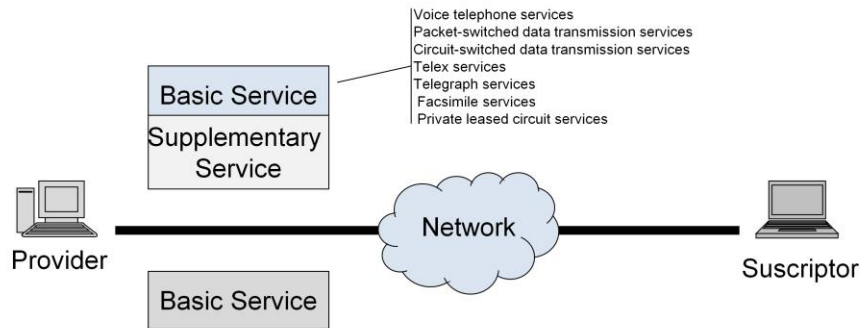 Voice telephone services
Packet-switched data transmission services
Circuit-switched data transmission services
Telex services
Telegraph services
Facsimile services
Private leased circuit services
Basic Service
Supplementary
Service
Network
Provider
Suscriptor
Basic Service